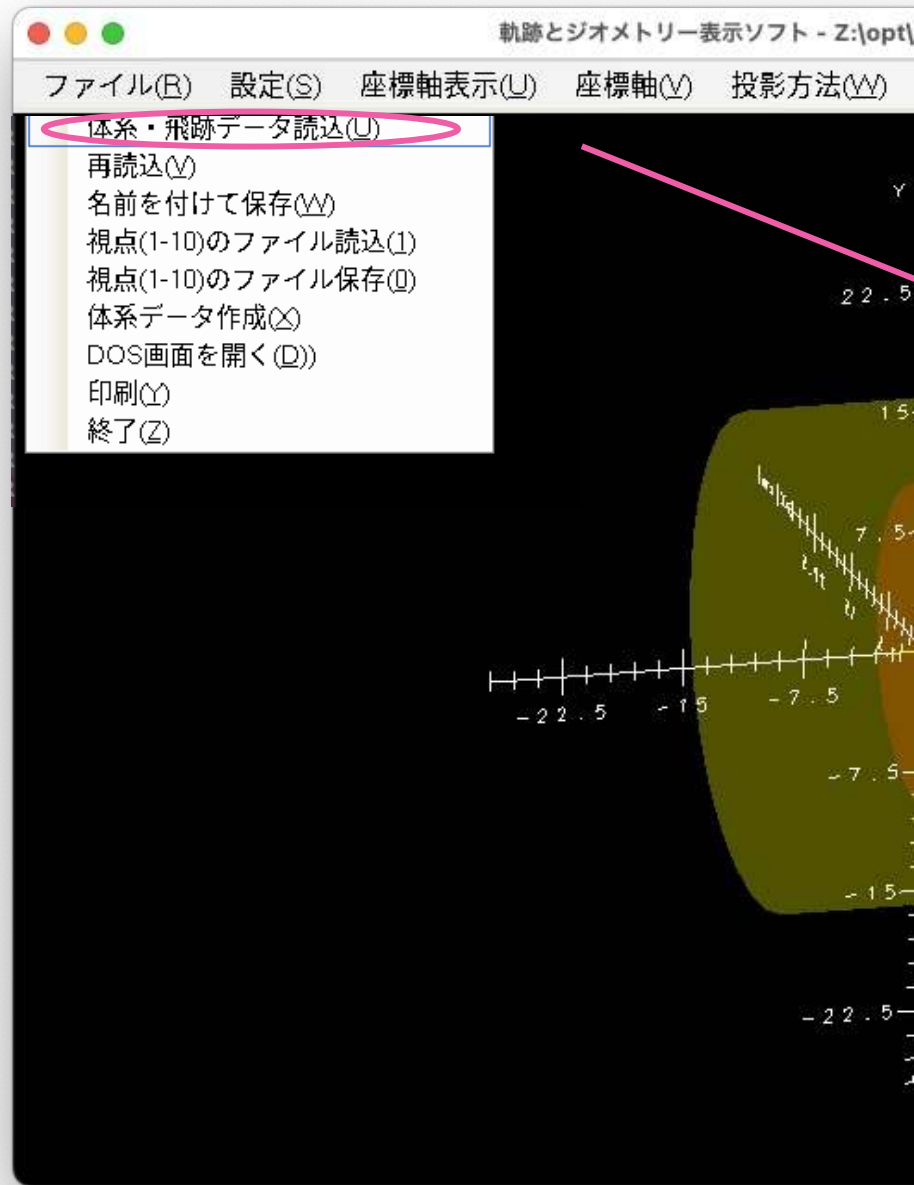 軌跡とジオメトリー表示ソフト - Z:\opt\
ファイル(R) 設定(S) 座標軸表示(U) 座標軸(V) 投影方法(W)
体系・飛跡データ読込(U)
再読込(V)
名前を付けて保存(W)
視点(1-10)のファイル読込(1)
視点(1-10)のファイル保存(0)
体系データ作成(X)
DOS画面を開く(D))
印刷(Y)
終了(Z)
Y
22.5
15
7.5
-22.5 -15 -7.5
-7.5
-15
-22.5